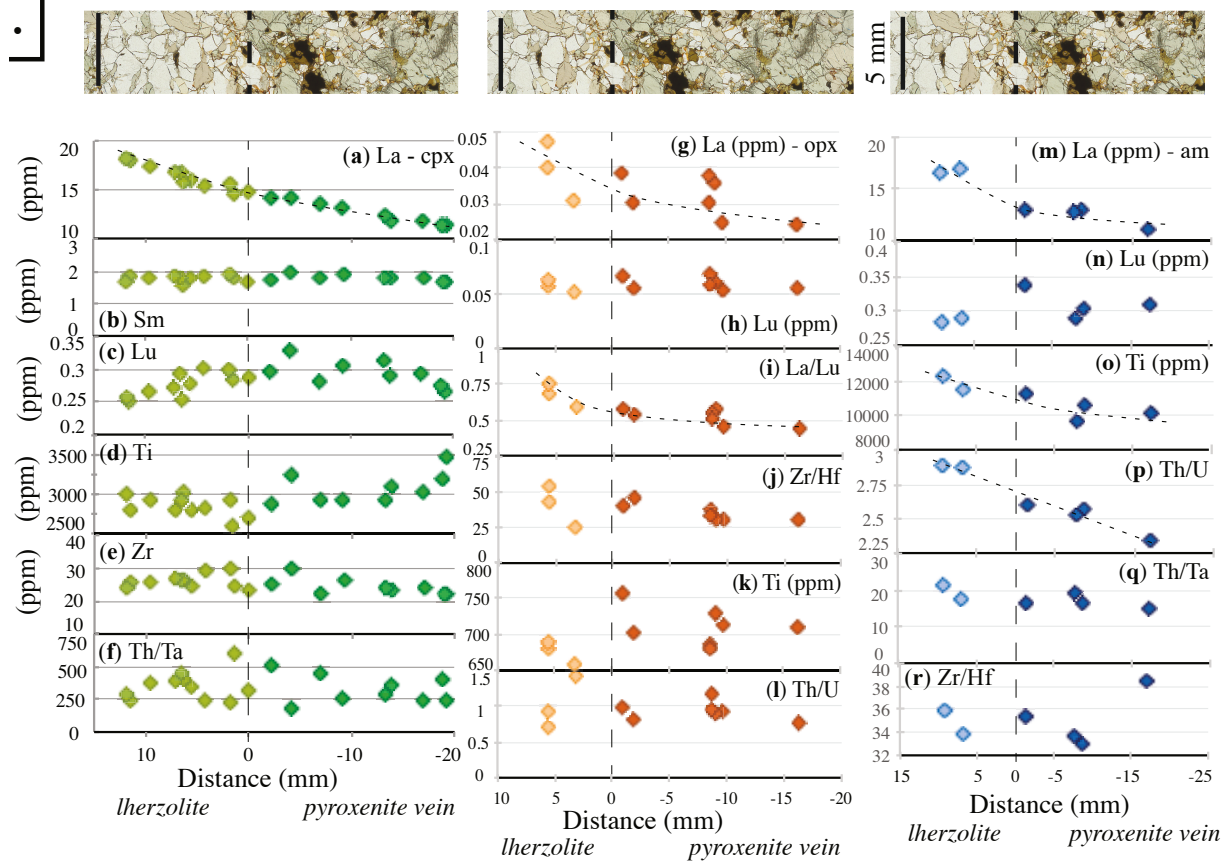 5 mm
(a) La - cpx
20
15
10
(ppm)
(b) Sm
3
2
1
0
(ppm)
(c) Lu
0.35
0.3
0.25
0.2
(d) Ti
3500
3000
2500
(ppm)
(e) Zr
40
30
20
10
(ppm)
(f) Th/Ta
750
500
250
0
10 0 -10 -20
Distance (mm)
lherzolite pyroxenite vein
(g) La (ppm) - opx
0.05
0.04
0.03
0.02
(h) Lu (ppm)
0.1
0.05
0
(i) La/Lu
1
0.75
0.5
0.25
(j) Zr/Hf
75
50
25
0
(k) Ti (ppm)
800
750
700
650
(l) Th/U
1.5
1
0.5
0
10 5 0 -5 -10 -15 -20
Distance (mm)
lherzolite pyroxenite vein
(m) La (ppm) - am
20
15
10
(n) Lu (ppm)
0.4
0.35
0.3
0.25
(o) Ti (ppm)
14000
12000
10000
8000
(p) Th/U
3
2.75
2.5
2.25
(q) Th/Ta
30
20
10
0
(r) Zr/Hf
40
38
36
34
32
15 5 0 -5 -15 -25
Distance (mm)
lherzolite pyroxenite vein